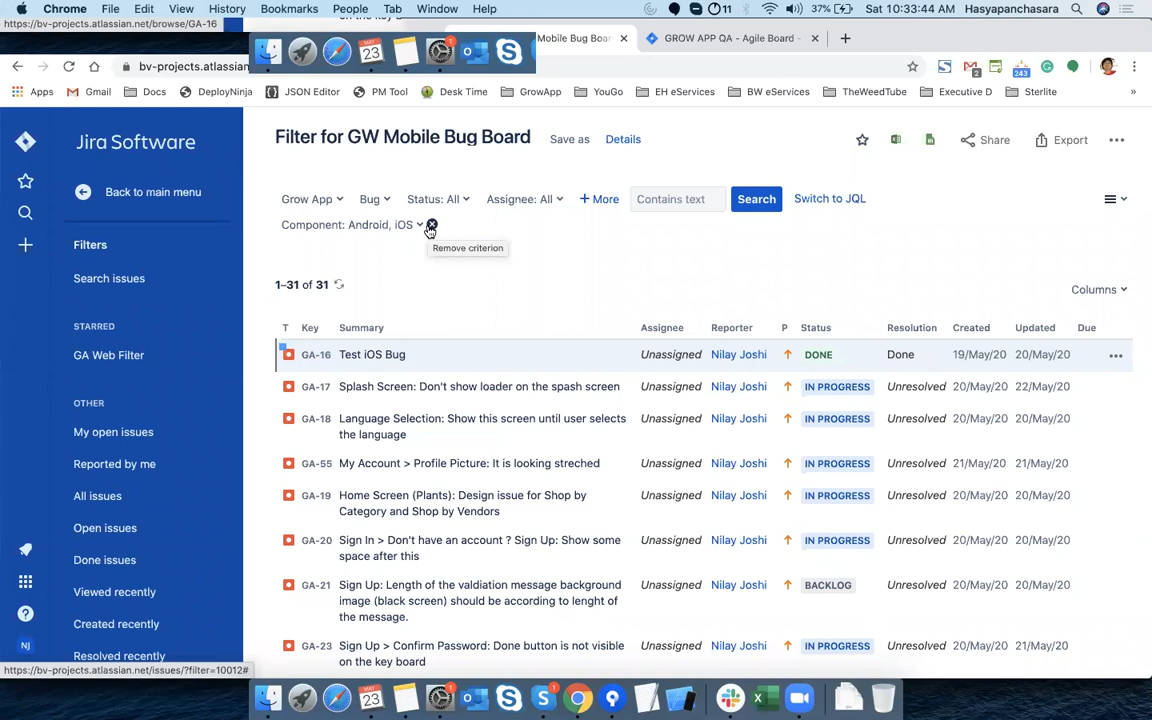 Chrome File Edit View History Bookmarks People Tab Window Help 11 37% Sat 10:33:44 AM Hasyapanchasara
https://bv-projects.atlassian.net/browse/GA-16
Mobile Bug Boar
GROW APP QA - Agile Board -
bv-projects.atlassian
MAY 23
1
2
243
Apps Gmail Docs DeployNinja JSON Editor PM Tool Desk Time GrowApp YouGo EH eServices BW eServices TheWeedTube Executive D Sterlite »
Jira Software
Back to main menu
Filters
Search issues
STARRED
GA Web Filter
OTHER
My open issues
Reported by me
All issues
Open issues
Done issues
Viewed recently
Created recently
Resolved recently
NJ
Filter for GW Mobile Bug Board Save as Details
Share Export
Grow App Bug Status: All Assignee: All + More Contains text Search Switch to JQL
Component: Android, iOS
Remove criterion
1–31 of 31
Columns
T Key Summary Assignee Reporter P Status Resolution Created Updated Due
GA-16 Test iOS Bug Unassigned Nilay Joshi DONE Done 19/May/20 20/May/20
GA-17 Splash Screen: Don't show loader on the spash screen Unassigned Nilay Joshi IN PROGRESS Unresolved 20/May/20 22/May/20
GA-18 Language Selection: Show this screen until user selects Unassigned Nilay Joshi IN PROGRESS Unresolved 20/May/20 20/May/20
the language
GA-55 My Account > Profile Picture: It is looking streched Unassigned Nilay Joshi IN PROGRESS Unresolved 21/May/20 21/May/20
GA-19 Home Screen (Plants): Design issue for Shop by Unassigned Nilay Joshi IN PROGRESS Unresolved 20/May/20 20/May/20
Category and Shop by Vendors
GA-20 Sign In > Don't have an account ? Sign Up: Show some Unassigned Nilay Joshi IN PROGRESS Unresolved 20/May/20 20/May/20
space after this
GA-21 Sign Up: Length of the valdiation message background Unassigned Nilay Joshi BACKLOG Unresolved 20/May/20 20/May/20
image (black screen) should be according to lenght of
the message.
GA-23 Sign Up > Confirm Password: Done button is not visible Unassigned Nilay Joshi IN PROGRESS Unresolved 20/May/20 20/May/20
on the key board
https://bv-projects.atlassian.net/issues/?filter=10012#
MAY 23
1
1